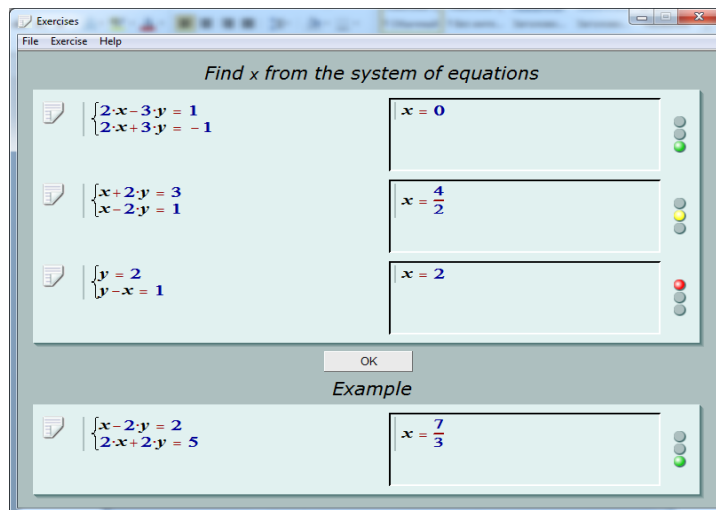 Exercises
File Exercise Help
Find x from the system of equations
2·x−3·y = 1
2·x+3·y = −1
x = 0
x+2·y = 3
x−2·y = 1
x = 4/2
y = 2
y−x = 1
x = 2
OK
Example
x−2·y = 2
2·x+2·y = 5
x = 7/3